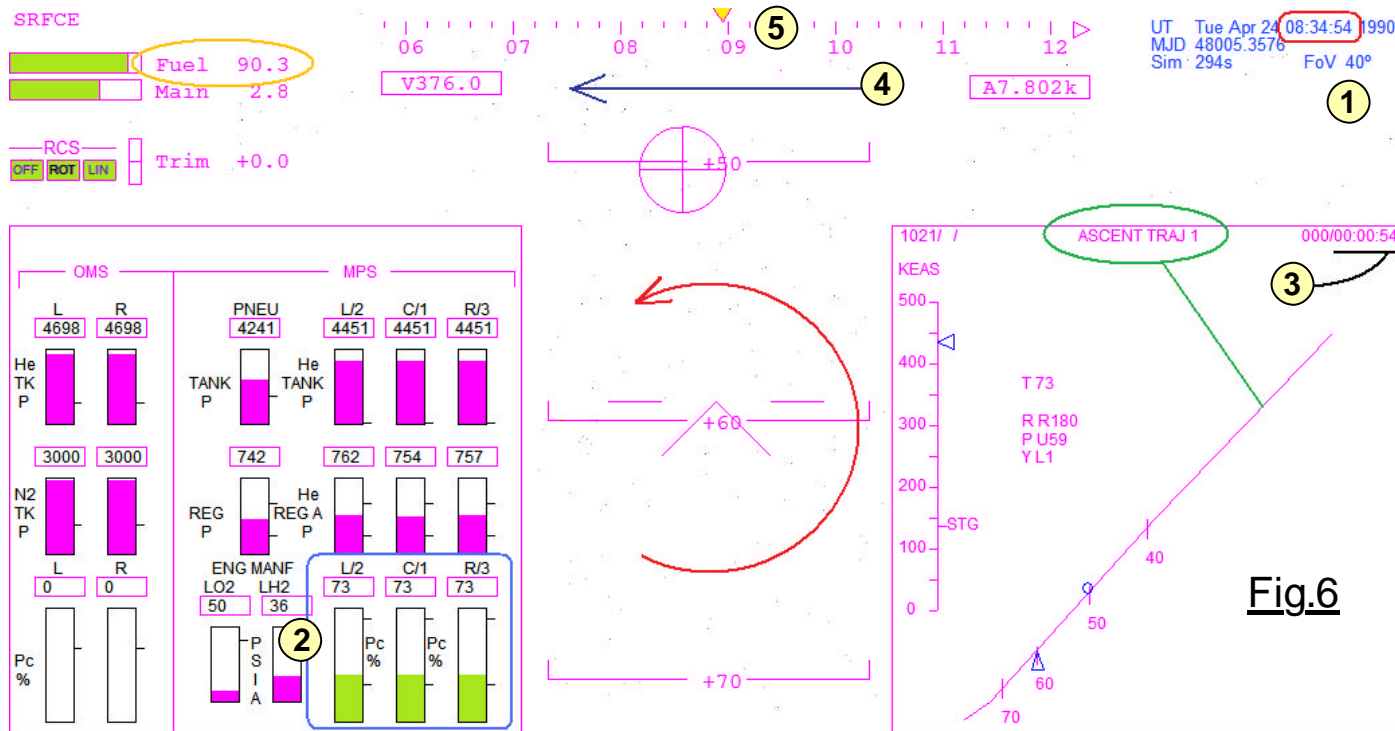 SRFCE
Fuel 90.3
Main 2.8
RCS
OFF ROT LIN
Trim +0.0
06 07 08 09 10 11 12
5
V376.0
4
A7.802k
UT Tue Apr 24 08:34:54 1990
MJD 48005.3576
Sim 294s FoV 40º
1
+50
+60
+70
OMS
L R
4698 4698
He
TK
P
3000 3000
N2
TK
P
L R
0 0
Pc
%
MPS
PNEU L/2 C/1 R/3
4241 4451 4451 4451
TANK
P
He
TANK
P
742 762 754 757
REG
P
He
REG A
P
ENG MANF
LO2 LH2
50 36
P
S
I
A
2
L/2 C/1 R/3
73 73 73
Pc
%
Pc
%
1021/ / ASCENT TRAJ 1 000/00:00:54
3
KEAS
500
400
300
200
STG
100
0
T 73
R R180
P U59
Y L1
40
50
60
70
Fig.6